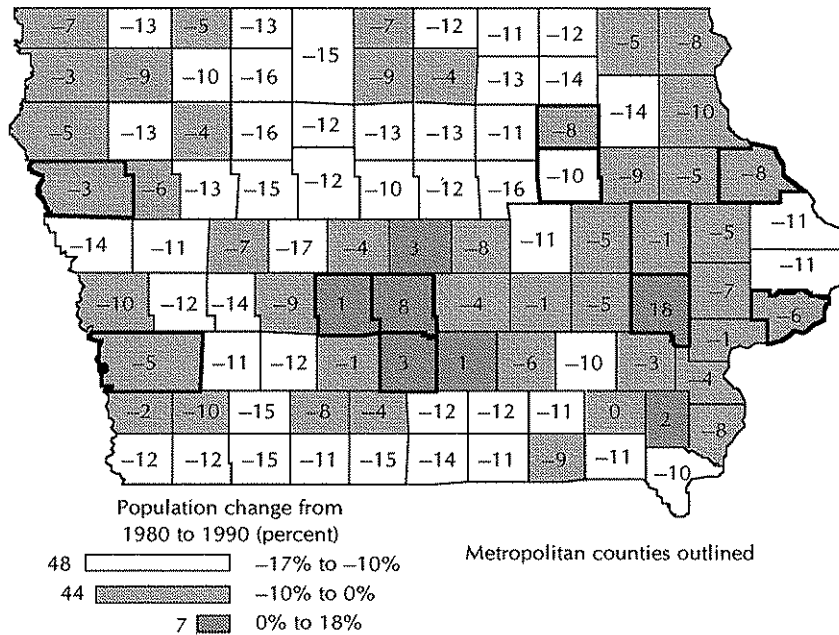 −7 −13 −5 −13 −15 −7 −12 −11 −12 −5 −8
−3 −9 −10 −16 −9 −4 −13 −14
−5 −13 −4 −16 −12 −13 −13 −11 −8 −14 −10
−3 −6 −13 −15 −12 −10 −12 −16 −10 −9 −5 −8
−14 −11 −7 −17 −4 3 −8 −11 −5 −1 −5 −11
−11
−10 −12 −14 −9 1 8 −4 −1 −5 18 −7 −6
−5 −11 −12 −1 3 1 −6 −10 −3 −1
−4
−2 −10 −15 −8 −4 −12 −12 −11 0 2 −8
−12 −12 −15 −11 −15 −14 −11 −9 −11 −10
Population change from
1980 to 1990 (percent)
48 −17% to −10%
44 −10% to 0%
7 0% to 18%
Metropolitan counties outlined